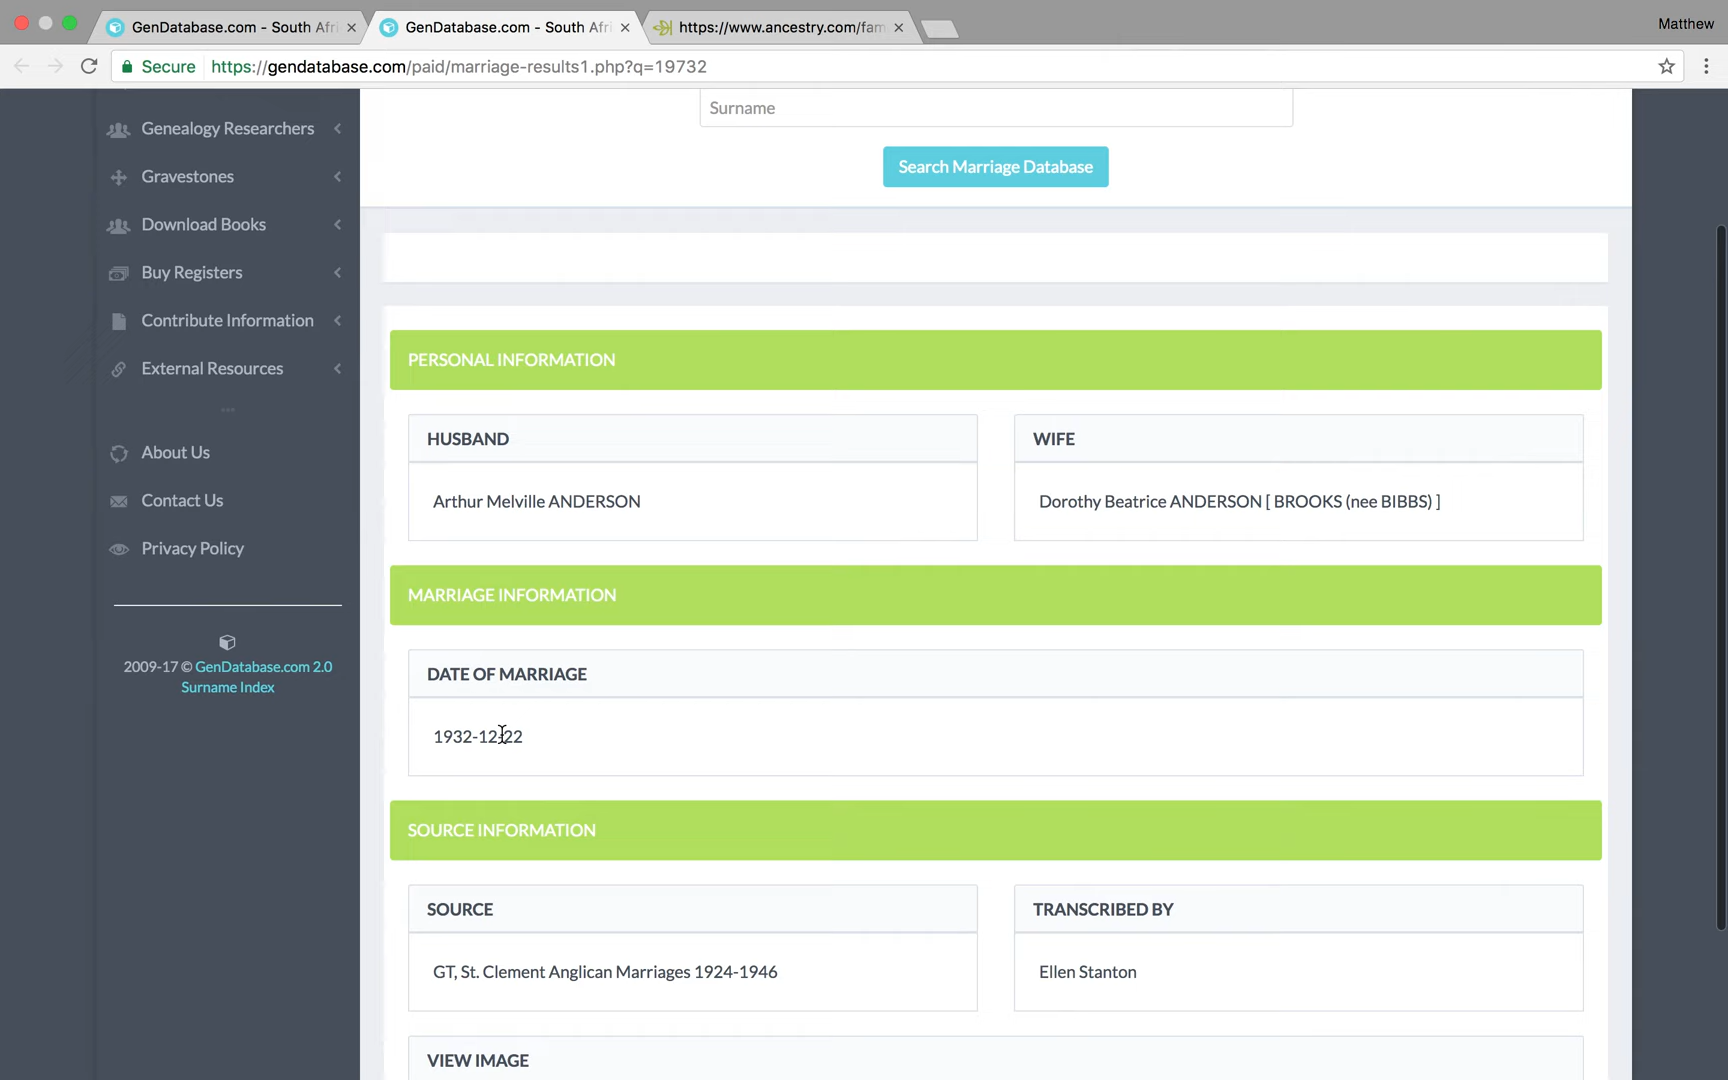 GenDatabase.com - South Afri
GenDatabase.com - South Afri
https://www.ancestry.com/fam
Matthew
Secure
https://gendatabase.com/paid/marriage-results1.php?q=19732
Genealogy Researchers
Gravestones
Download Books
Buy Registers
Contribute Information
External Resources
About Us
Contact Us
Privacy Policy
2009-17 © GenDatabase.com 2.0
Surname Index
Surname
Search Marriage Database
PERSONAL INFORMATION
HUSBAND
Arthur Melville ANDERSON
WIFE
Dorothy Beatrice ANDERSON [ BROOKS (nee BIBBS) ]
MARRIAGE INFORMATION
DATE OF MARRIAGE
1932-12-22
SOURCE INFORMATION
SOURCE
GT, St. Clement Anglican Marriages 1924-1946
TRANSCRIBED BY
Ellen Stanton
VIEW IMAGE